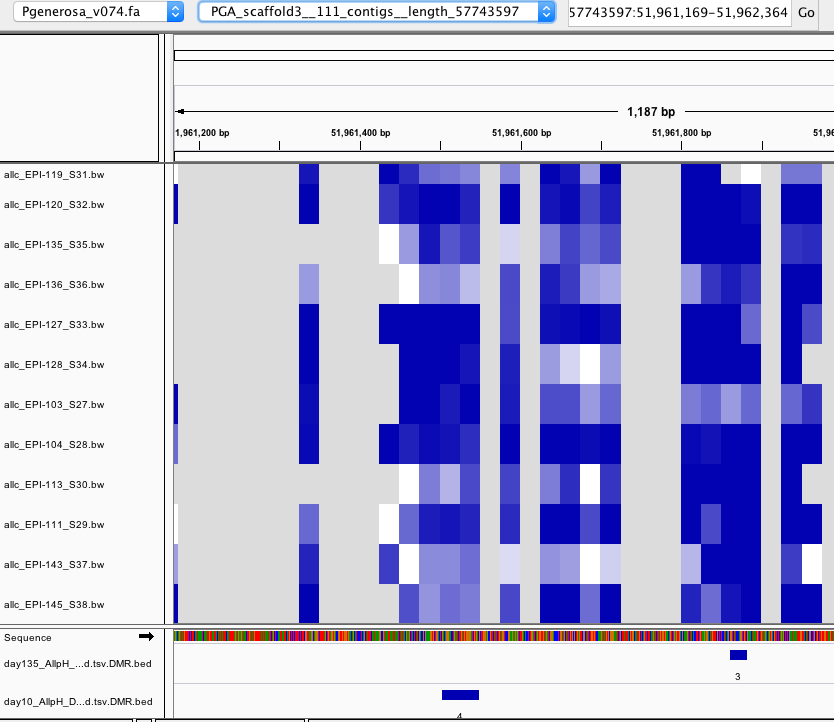 Pgenerosa_v074.fa PGA_scaffold3__111_contigs__length_57743597 57743597:51,961,169-51,962,364 Go
1,187 bp
1,961,200 bp 51,961,400 bp 51,961,600 bp 51,961,800 bp 51,96
allc_EPI-119_S31.bw
allc_EPI-120_S32.bw
allc_EPI-135_S35.bw
allc_EPI-136_S36.bw
allc_EPI-127_S33.bw
allc_EPI-128_S34.bw
allc_EPI-103_S27.bw
allc_EPI-104_S28.bw
allc_EPI-113_S30.bw
allc_EPI-111_S29.bw
allc_EPI-143_S37.bw
allc_EPI-145_S38.bw
Sequence
day135_AllpH_...d.tsv.DMR.bed
3
day10_AllpH_D...d.tsv.DMR.bed
4